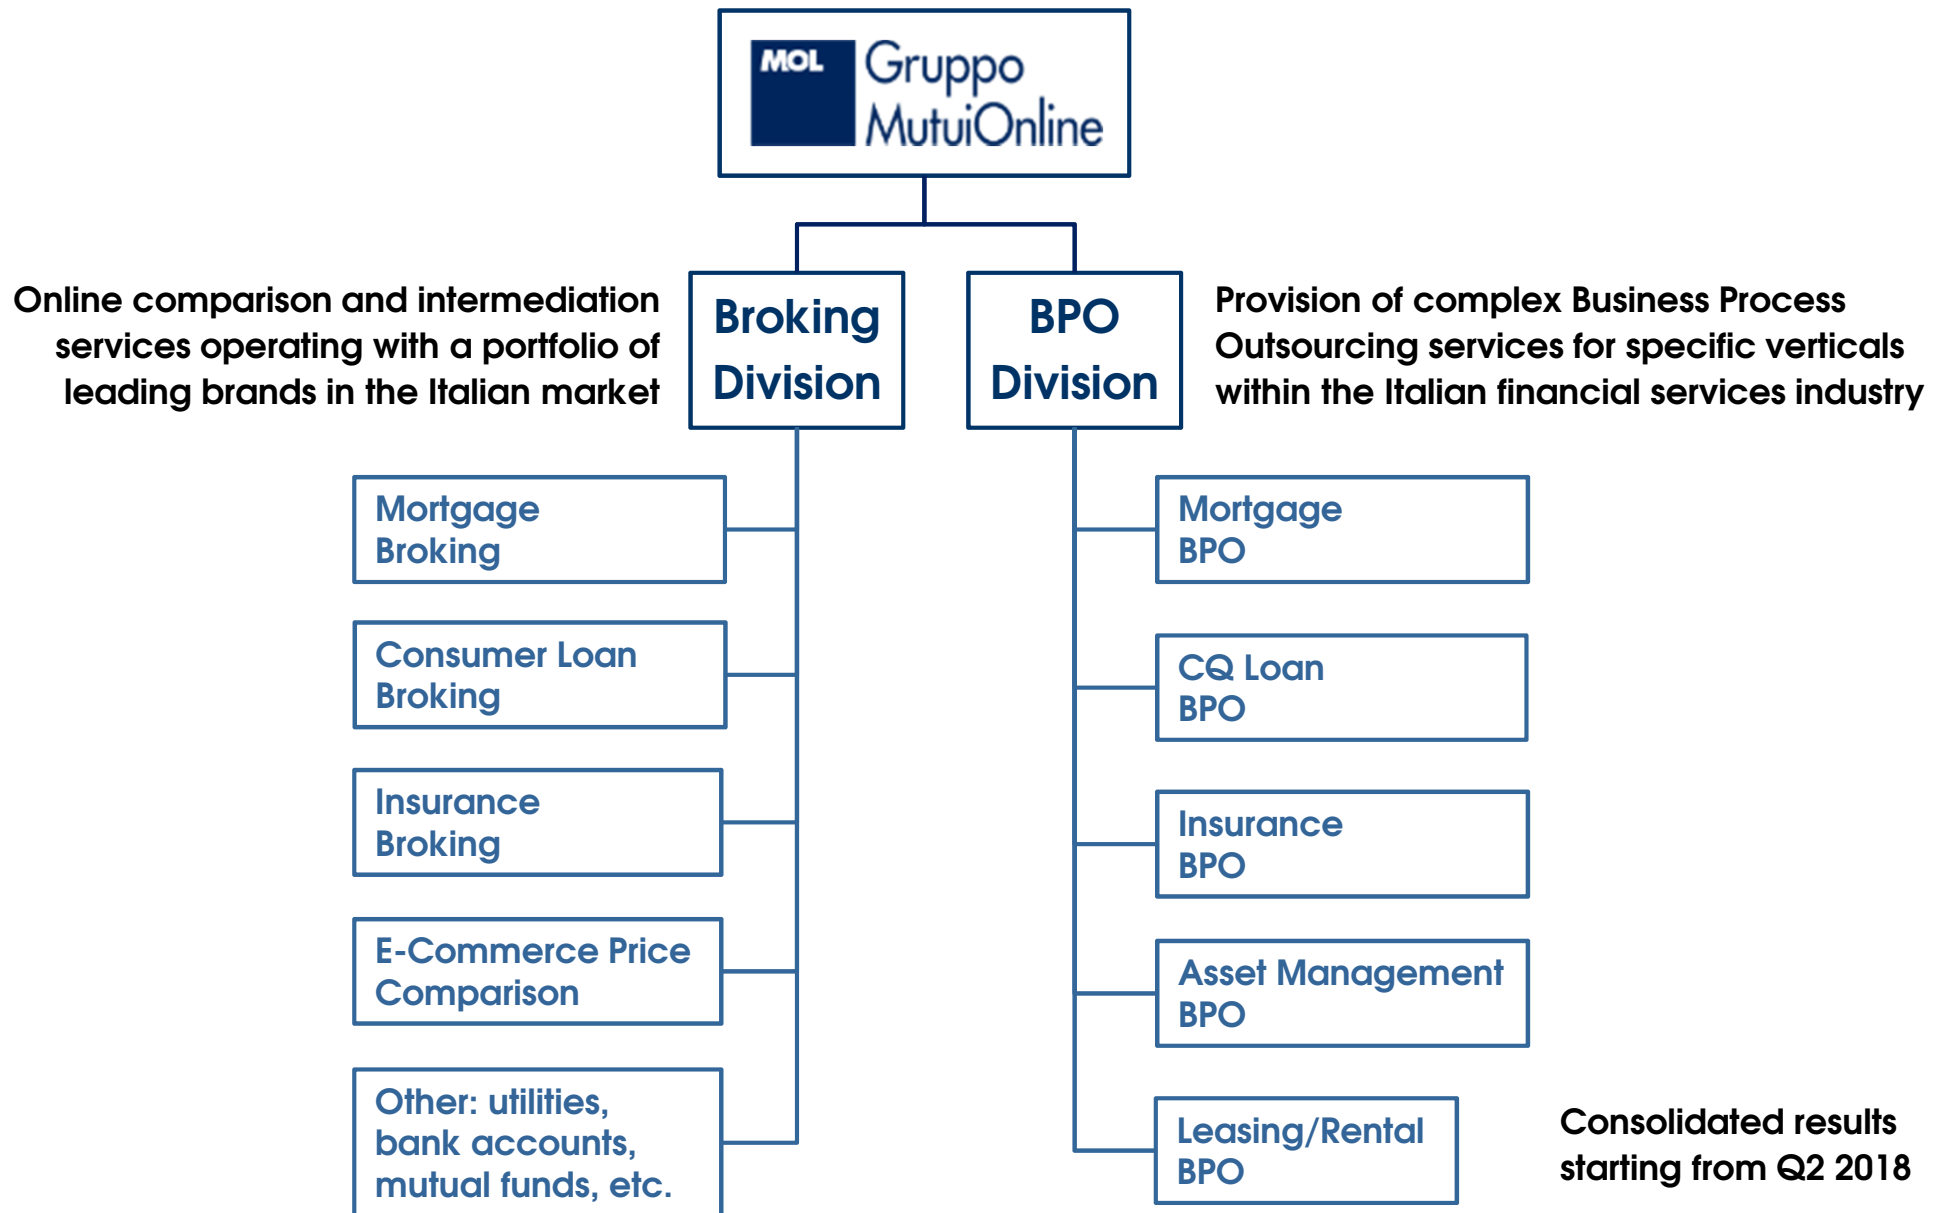 MOL
Gruppo
MutuiOnline
Online comparison and intermediation
services operating with a portfolio of
leading brands in the Italian market
Broking
Division
BPO
Division
Provision of complex Business Process
Outsourcing services for specific verticals
within the Italian financial services industry
Mortgage
Broking
Consumer Loan
Broking
Insurance
Broking
E-Commerce Price
Comparison
Other: utilities,
bank accounts,
mutual funds, etc.
Mortgage
BPO
CQ Loan
BPO
Insurance
BPO
Asset Management
BPO
Leasing/Rental
BPO
Consolidated results
starting from Q2 2018